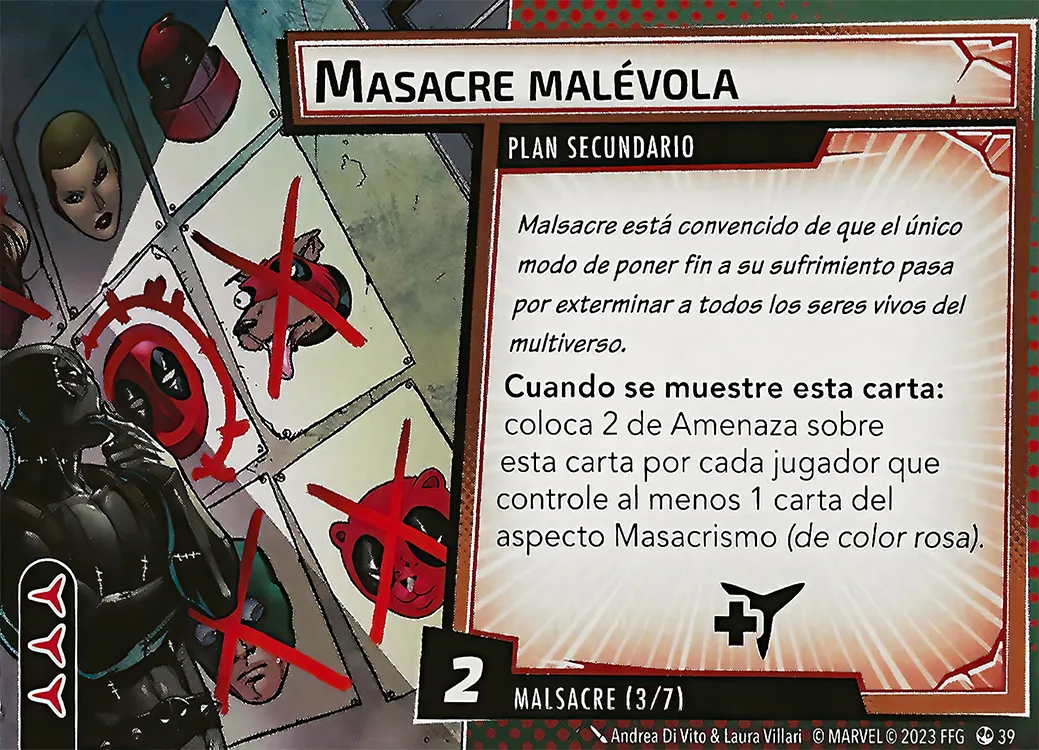 MASACRE MALÉVOLA
PLAN SECUNDARIO
Malsacre está convencido de que el único
modo de poner fin a su sufrimiento pasa
por exterminar a todos los seres vivos del
multiverso.
Cuando se muestre esta carta:
coloca 2 de Amenaza sobre
esta carta por cada jugador que
controle al menos 1 carta del
aspecto Masacrismo (de color rosa).
2
MALSACRE (3/7)
Andrea Di Vito & Laura Villari © MARVEL © 2023 FFG 39